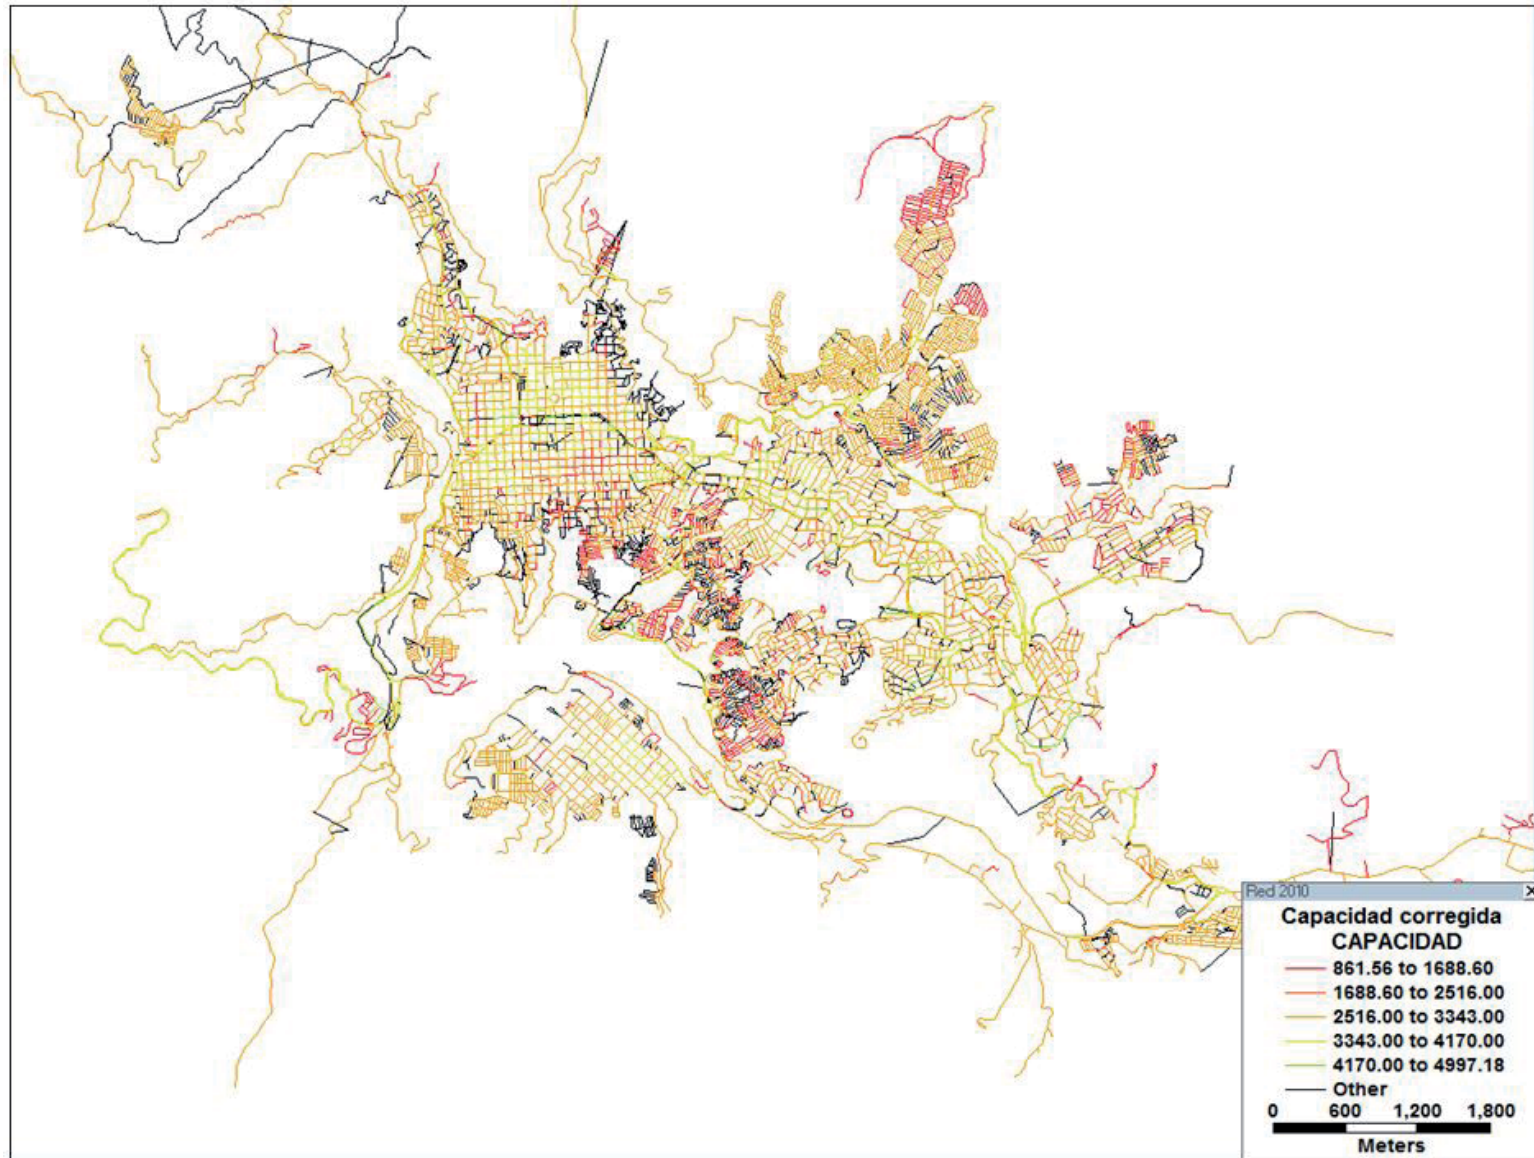 Red 2010
Capacidad corregida
CAPACIDAD
861.56 to 1688.60
1688.60 to 2516.00
2516.00 to 3343.00
3343.00 to 4170.00
4170.00 to 4997.18
Other
0 600 1,200 1,800
Meters